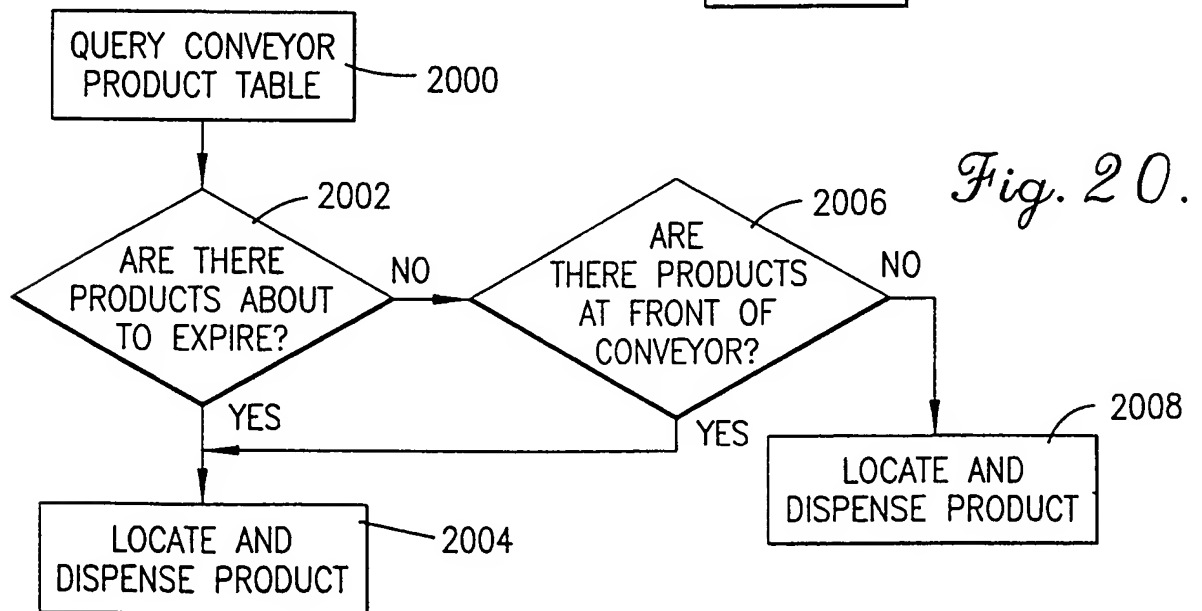 QUERY CONVEYOR
PRODUCT TABLE
2000
2002
ARE THERE
PRODUCTS ABOUT
TO EXPIRE?
NO
YES
2006
ARE
THERE PRODUCTS
AT FRONT OF
CONVEYOR?
NO
YES
Fig. 20.
LOCATE AND
DISPENSE PRODUCT
2004
LOCATE AND
DISPENSE PRODUCT
2008